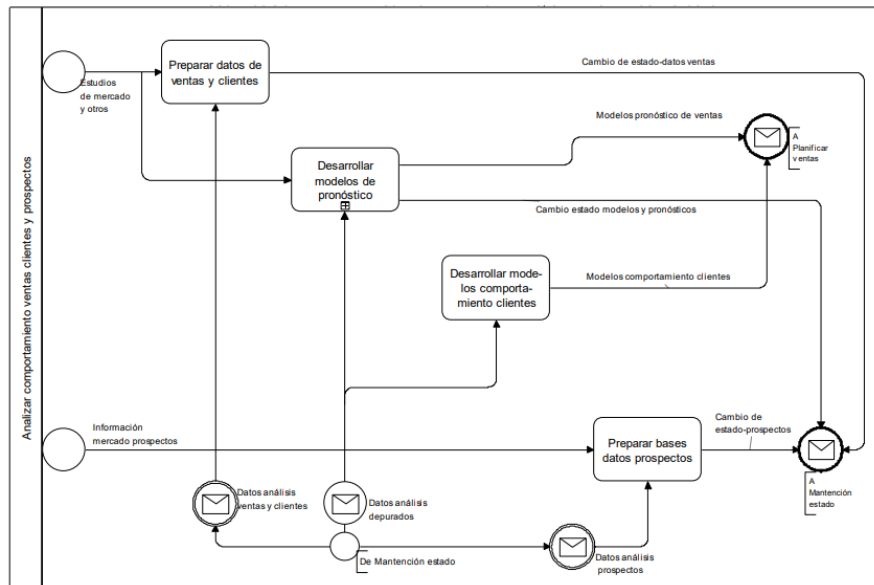 Analizar comportamiento ventas clientes y prospectos
Preparar datos de
ventas y clientes
Cambio de estado-datos ventas
Estudios
de mercado
y otros
Modelos pronóstico de ventas
A
Planificar
ventas
Desarrollar
modelos de
pronóstico
Cambio estado modelos y pronósticos
Desarrollar mode-
los comporta-
miento clientes
Modelos comportamiento clientes
Información
mercado prospectos
Preparar bases
datos prospectos
Cambio de
estado-prospectos
A
Mantención
estado
Datos análisis
ventas y clientes
Datos análisis
depurados
De Mantención estado
Datos análisis
prospectos